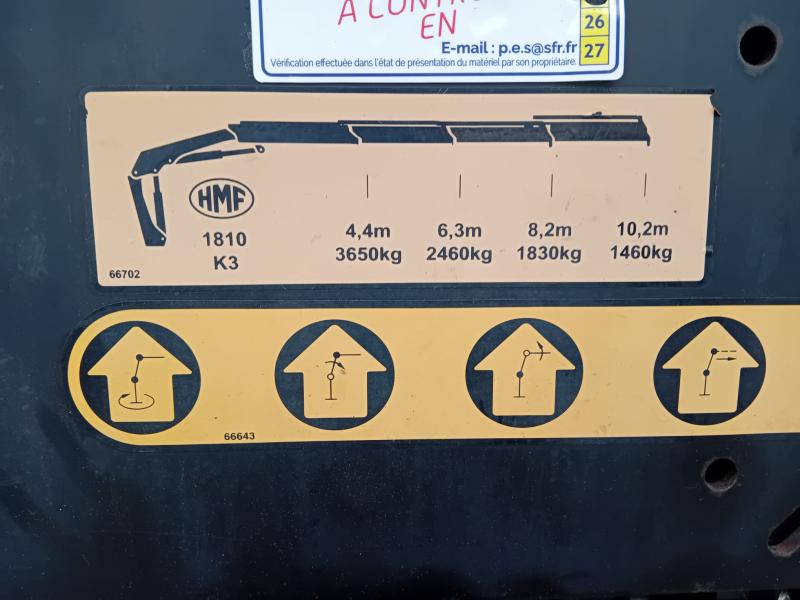 A CONTR
EN
26
27
E-mail : p.e.s@sfr.fr
Vérification effectuée dans l'état de présentation du matériel par son propriétaire.
HMF
1810
K3
4,4m 6,3m 8,2m 10,2m
3650kg 2460kg 1830kg 1460kg
66702
66643